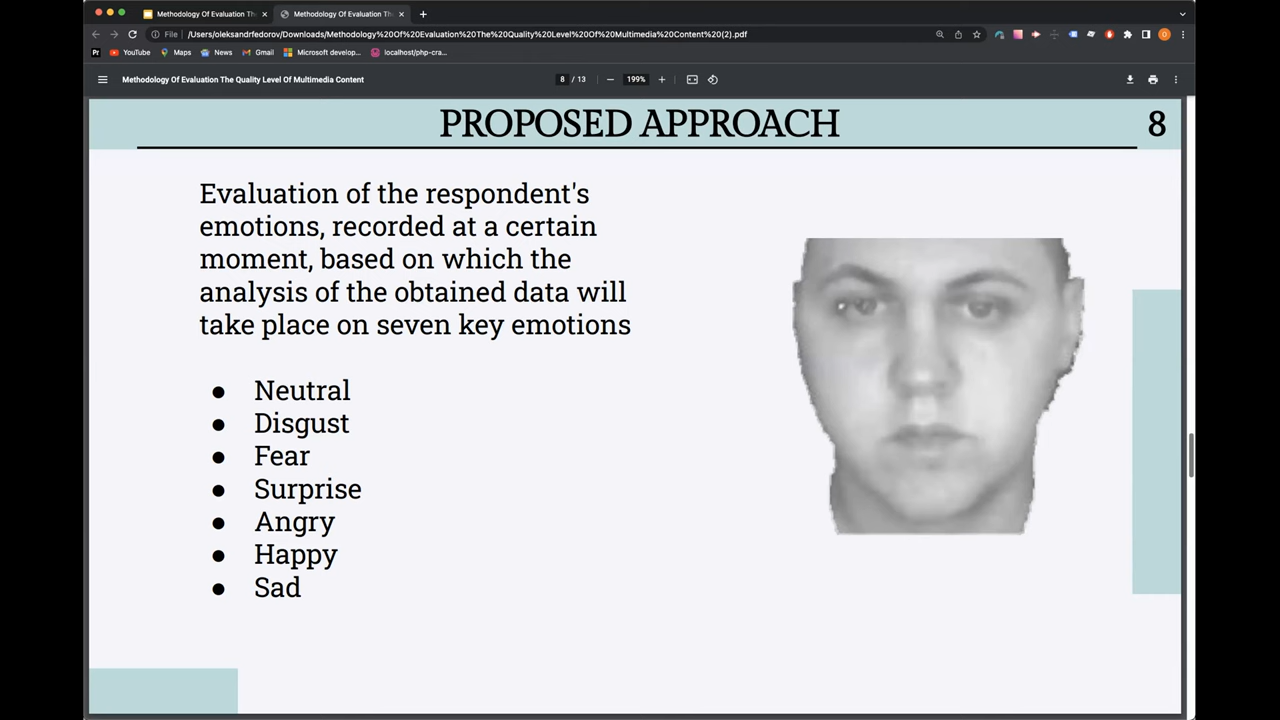 Methodology Of Evaluation Th
Methodology Of Evaluation Th
File
/Users/oleksandrfedorov/Downloads/Methodology%20Of%20Evaluation%20The%20Quality%20Level%20Of%20Multimedia%20Content%20(2).pdf
YouTube
Maps
News
Gmail
Microsoft develop...
localhost/php-cra...
Methodology Of Evaluation The Quality Level Of Multimedia Content
8 / 13
199%
PROPOSED APPROACH
8
Evaluation of the respondent's
emotions, recorded at a certain
moment, based on which the
analysis of the obtained data will
take place on seven key emotions
● Neutral
● Disgust
● Fear
● Surprise
● Angry
● Happy
● Sad